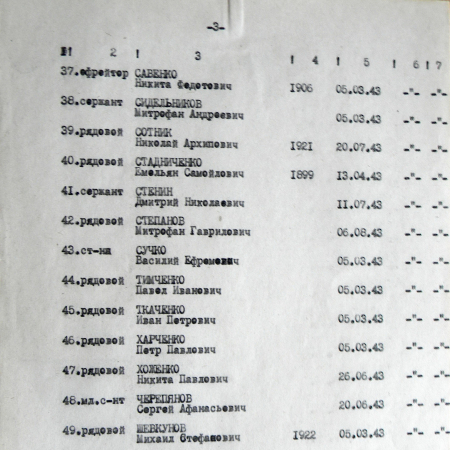 -3-
1 ! 2 ! 3 ! 4 ! 5 ! 6 ! 7
37.ефрейтор САВЕНКО
Никита Федотович 1906 05.03.43 -"- -"-
38.сержант СИДЕЛЬНИКОВ
Митрофан Андреевич 05.03.43 -"- -"-
39.рядовой СОТНИК
Николай Архипович 1921 20.07.43 -"- -"-
40.рядовой СТАДНИЧЕНКО
Емельян Самойлович 1899 13.04.43 -"- -"-
41.сержант СТЕНИН
Дмитрий Николаевич 11.07.43 -"- -"-
42.рядовой СТЕПАНОВ
Митрофан Гаврилович 06.08.43 -"- -"-
43.ст-на СУЧКО
Василий Ефремович 05.03.43 -"- -"-
44.рядовой ТИМЧЕНКО
Павел Иванович 05.03.43 -"- -"-
45.рядовой ТКАЧЕНКО
Иван Петрович 05.03.43 -"- -"-
46.рядовой ХАРЧЕНКО
Петр Павлович 05.03.43 -"- -"-
47.рядовой ХОЖЕНКО
Никита Павлович 26.06.43 -"- -"-
48.мл.с-нт ЧЕРЕПЯНОВ
Сергей Афанасьевич 20.06.43 -"- -"-
49.рядовой ШЕВКУНОВ
Михаил Стефанович 1922 05.03.43 -"- -"-